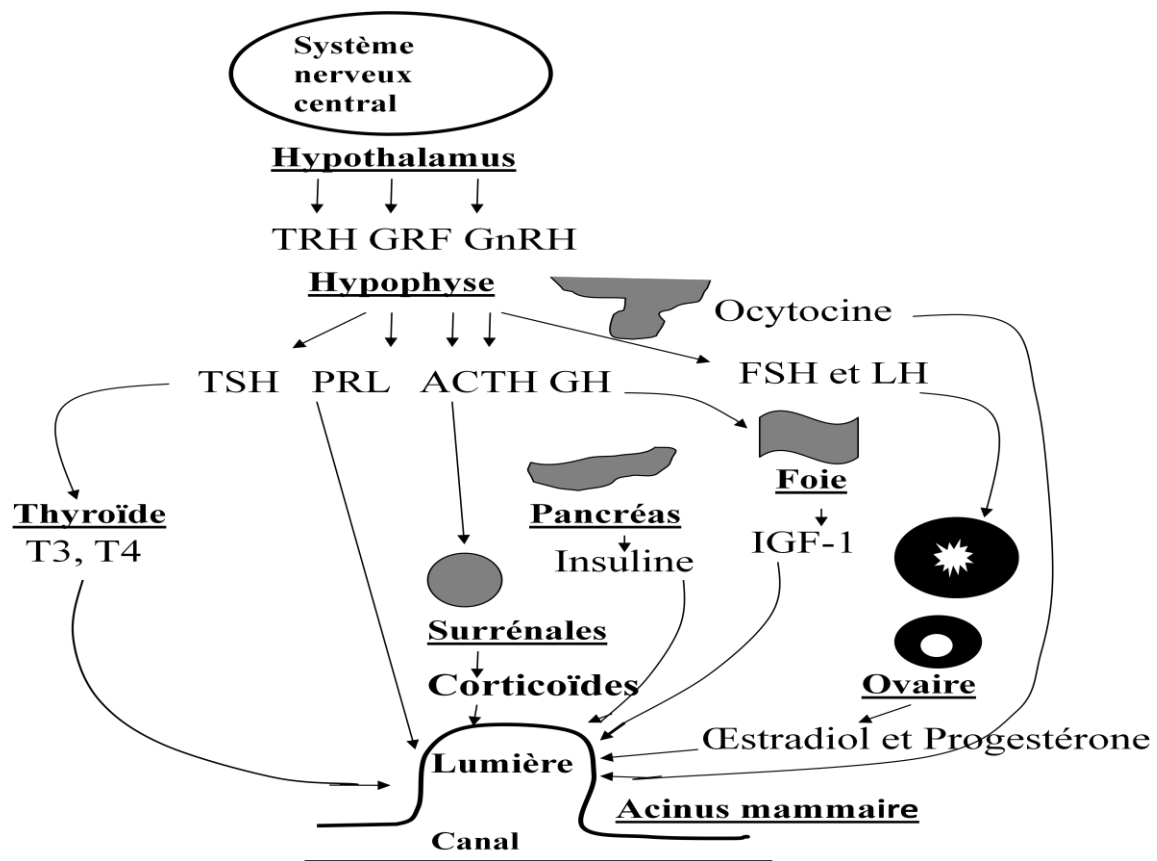 Système
nerveux
central
Hypothalamus
TRH GRF GnRH
Hypophyse
Ocytocine
TSH PRL ACTH GH
FSH et LH
Foie
Thyroïde
Pancréas
T3, T4
Insuline
IGF-1
Surrénales
Corticoïdes
Ovaire
Œstradiol et Progestérone
Lumière
Acinus mammaire
Canal